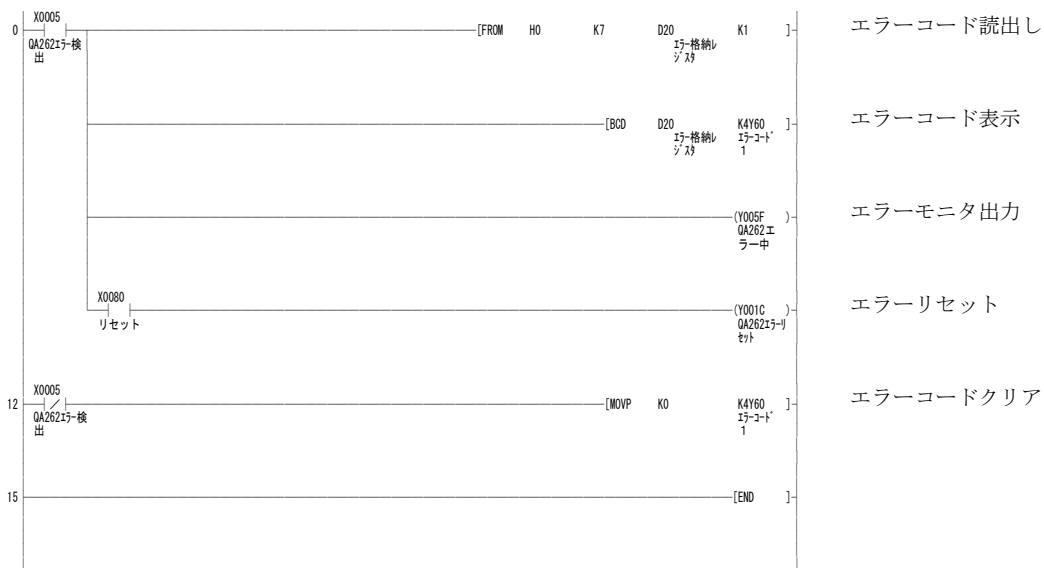 X0005
0 [FROM H0 K7 D20 K1 ] エラーコード読出し
QA262ｴﾗｰ検出 ｴﾗｰ格納ﾚｼﾞｽﾀ
[BCD D20 K4Y60 ] エラーコード表示
ｴﾗｰ格納ﾚｼﾞｽﾀ ｴﾗｰｺｰﾄﾞ1
(Y005F ) エラーモニタ出力
QA262エラー中
X0080
(Y001C ) エラーリセット
リセット QA262ｴﾗｰﾘｾｯﾄ
X0005
12 [MOVP K0 K4Y60 ] エラーコードクリア
QA262ｴﾗｰ検出 ｴﾗｰｺｰﾄﾞ1
15 [END ]